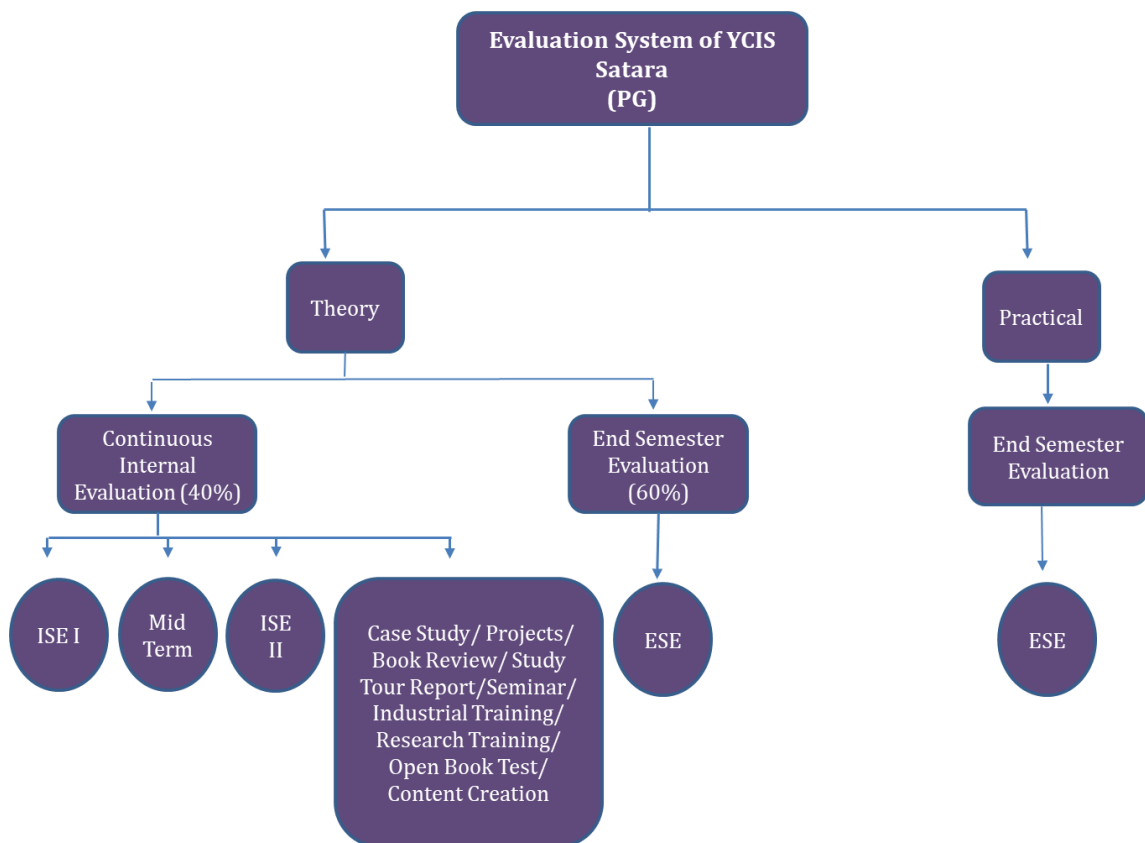 Evaluation System of YCIS
Satara
(PG)
Theory
Practical
Continuous
Internal
Evaluation (40%)
End Semester
Evaluation
(60%)
End Semester
Evaluation
ISE I
Mid
Term
ISE
II
Case Study/ Projects/
Book Review/ Study
Tour Report/Seminar/
Industrial Training/
Research Training/
Open Book Test/
Content Creation
ESE
ESE